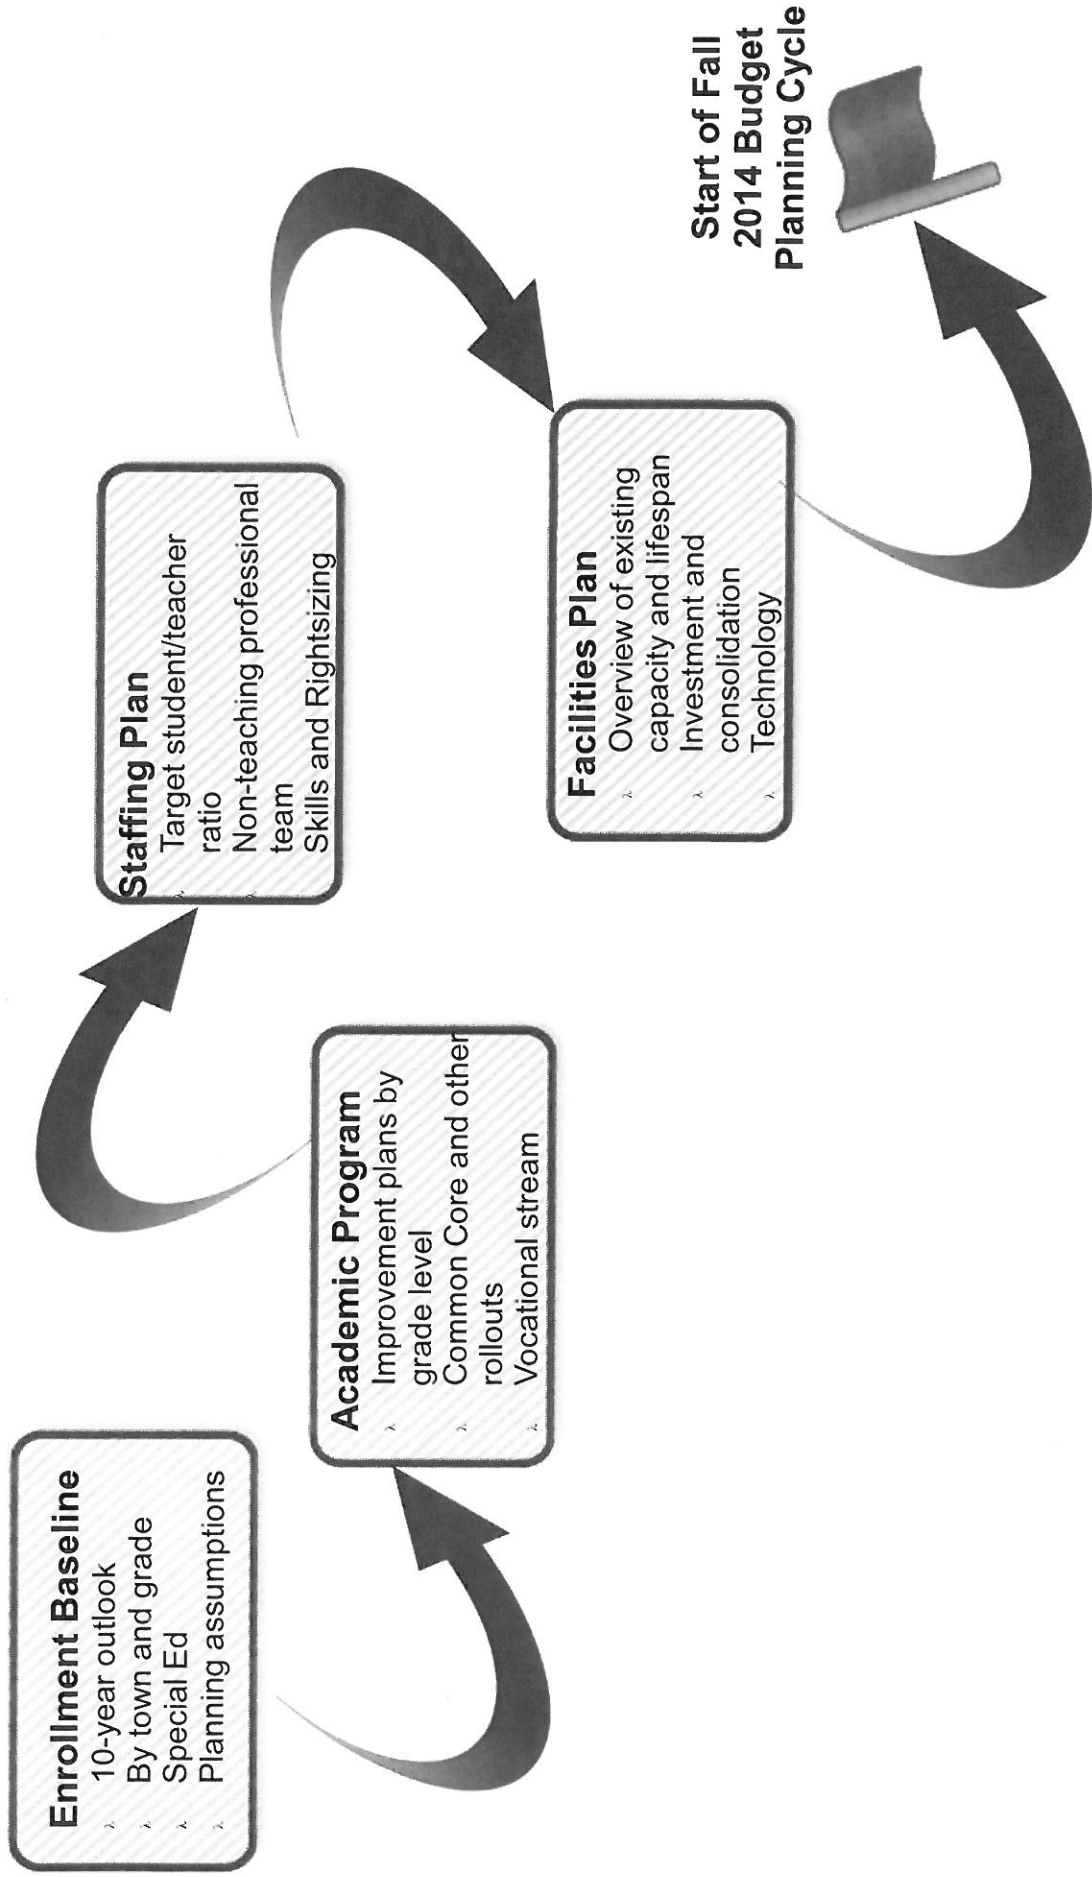 Enrollment Baseline
λ 10-year outlook
λ By town and grade
λ Special Ed
λ Planning assumptions
Academic Program
λ Improvement plans by
grade level
λ Common Core and other
rollouts
λ Vocational stream
Staffing Plan
λ Target student/teacher
ratio
λ Non-teaching professional
team
Skills and Rightsizing
Facilities Plan
λ Overview of existing
capacity and lifespan
λ Investment and
consolidation
λ Technology
Start of Fall
2014 Budget
Planning Cycle